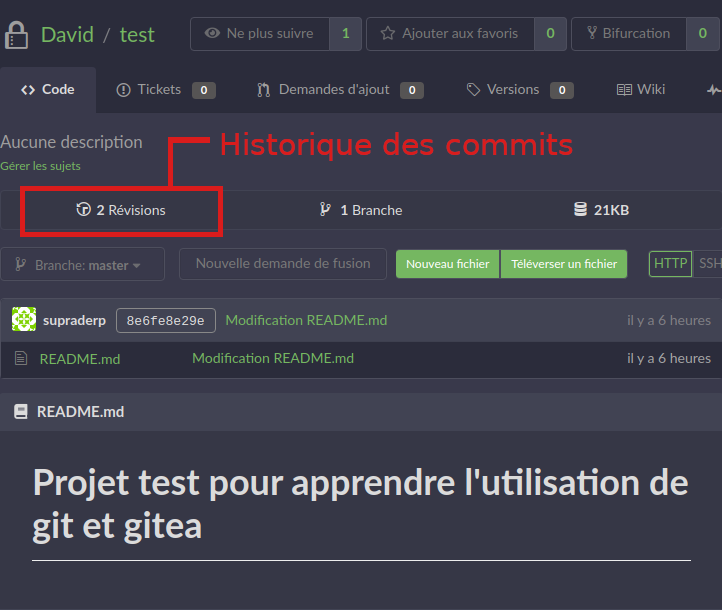 David / test Ne plus suivre 1 Ajouter aux favoris 0 Bifurcation 0
Code Tickets 0 Demandes d'ajout 0 Versions 0 Wiki
Aucune description
Historique des commits
Gérer les sujets
2 Révisions 1 Branche 21KB
Branche: master Nouvelle demande de fusion Nouveau fichier Téléverser un fichier HTTP SSH
supraderp 8e6fe8e29e Modification README.md il y a 6 heures
README.md Modification README.md il y a 6 heures
README.md
Projet test pour apprendre l'utilisation de
git et gitea